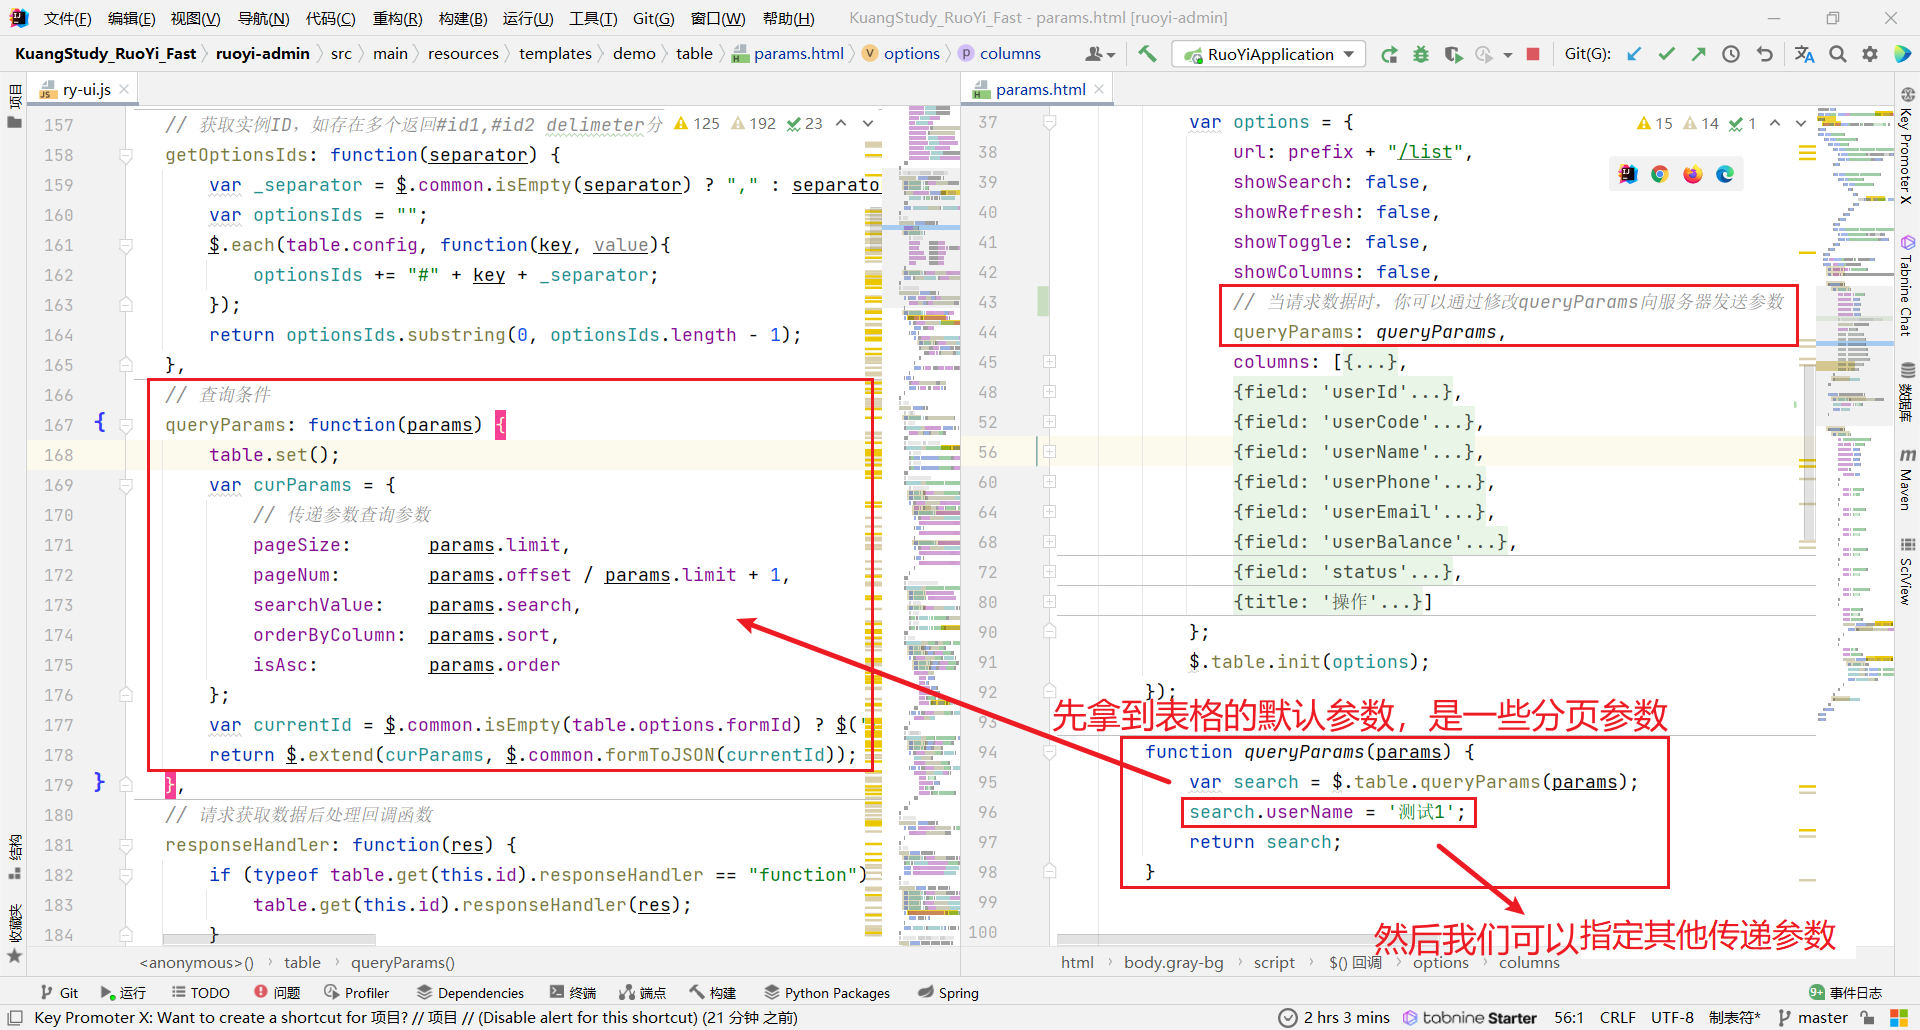 文件(F) 编辑(E) 视图(V) 导航(N) 代码(C) 重构(R) 构建(B) 运行(U) 工具(T) Git(G) 窗口(W) 帮助(H) KuangStudy_RuoYi_Fast - params.html [ruoyi-admin]
KuangStudy_RuoYi_Fast ruoyi-admin src main resources templates demo table params.html options columns RuoYiApplication Git(G):
ry-ui.js
params.html
项目
157 // 获取实例ID，如存在多个返回#id1,#id2 delimeter分 125 192 23
158 getOptionsIds: function(separator) {
159 var _separator = $.common.isEmpty(separator) ? "," : separato
160 var optionsIds = "";
161 $.each(table.config, function(key, value){
162 optionsIds += "#" + key + _separator;
163 });
164 return optionsIds.substring(0, optionsIds.length - 1);
165 },
166 // 查询条件
167 queryParams: function(params) {
168 table.set();
169 var curParams = {
170 // 传递参数查询参数
171 pageSize: params.limit,
172 pageNum: params.offset / params.limit + 1,
173 searchValue: params.search,
174 orderByColumn: params.sort,
175 isAsc: params.order
176 };
177 var currentId = $.common.isEmpty(table.options.formId) ? $('
178 return $.extend(curParams, $.common.formToJSON(currentId));
179 },
180 // 请求获取数据后处理回调函数
181 responseHandler: function(res) {
182 if (typeof table.get(this.id).responseHandler == "function")
183 table.get(this.id).responseHandler(res);
184 }
<anonymous>() table queryParams()
结构
收藏夹
37 var options = { 15 14 1
38 url: prefix + "/list",
39 showSearch: false,
40 showRefresh: false,
41 showToggle: false,
42 showColumns: false,
43 // 当请求数据时，你可以通过修改queryParams向服务器发送参数
44 queryParams: queryParams,
45 columns: [{...},
48 {field: 'userId'...},
52 {field: 'userCode'...},
56 {field: 'userName'...},
60 {field: 'userPhone'...},
64 {field: 'userEmail'...},
68 {field: 'userBalance'...},
72 {field: 'status'...},
80 {title: '操作'...}]
90 };
91 $.table.init(options);
92 });
93
先拿到表格的默认参数，是一些分页参数
94 function queryParams(params) {
95 var search = $.table.queryParams(params);
96 search.userName = '测试1';
97 return search;
98 }
99
100
然后我们可以指定其他传递参数
html body.gray-bg script $() 回调 options columns
Key Promoter X
Tabnine Chat
数据库
Maven
SciView
Git 运行 TODO 问题 Profiler Dependencies 终端 端点 构建 Python Packages Spring 9+ 事件日志
Key Promoter X: Want to create a shortcut for 项目? // 项目 // (Disable alert for this shortcut) (21 分钟 之前) 2 hrs 3 mins tabnine Starter 56:1 CRLF UTF-8 制表符* master